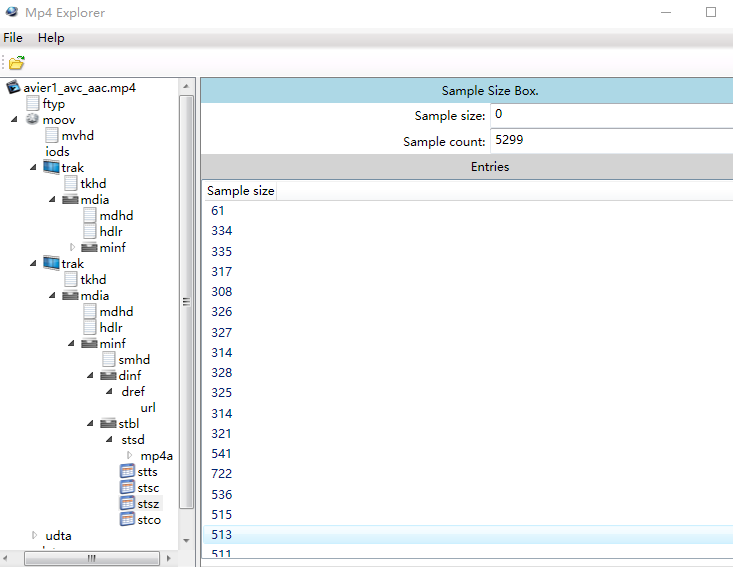 Mp4 Explorer
File Help
avier1_avc_aac.mp4
ftyp
moov
mvhd
iods
trak
tkhd
mdia
mdhd
hdlr
minf
trak
tkhd
mdia
mdhd
hdlr
minf
smhd
dinf
dref
url
stbl
stsd
mp4a
stts
stsc
stsz
stco
udta
Sample Size Box.
Sample size: 0
Sample count: 5299
Entries
Sample size
61
334
335
317
308
326
327
314
328
325
314
321
541
722
536
515
513
511